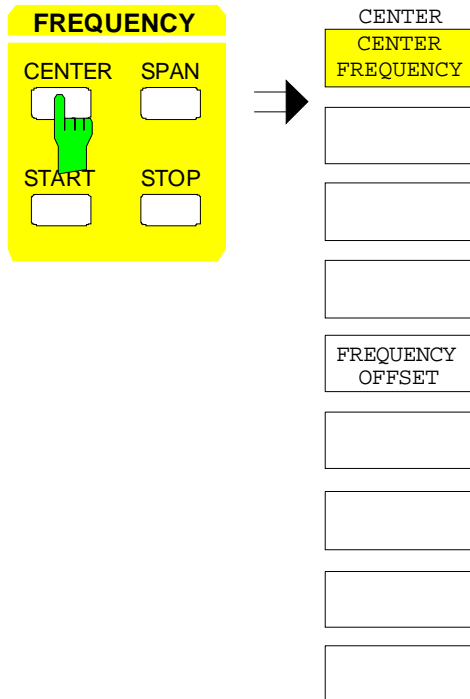 FREQUENCY
CENTER SPAN
START STOP
CENTER
CENTER
FREQUENCY
FREQUENCY
OFFSET